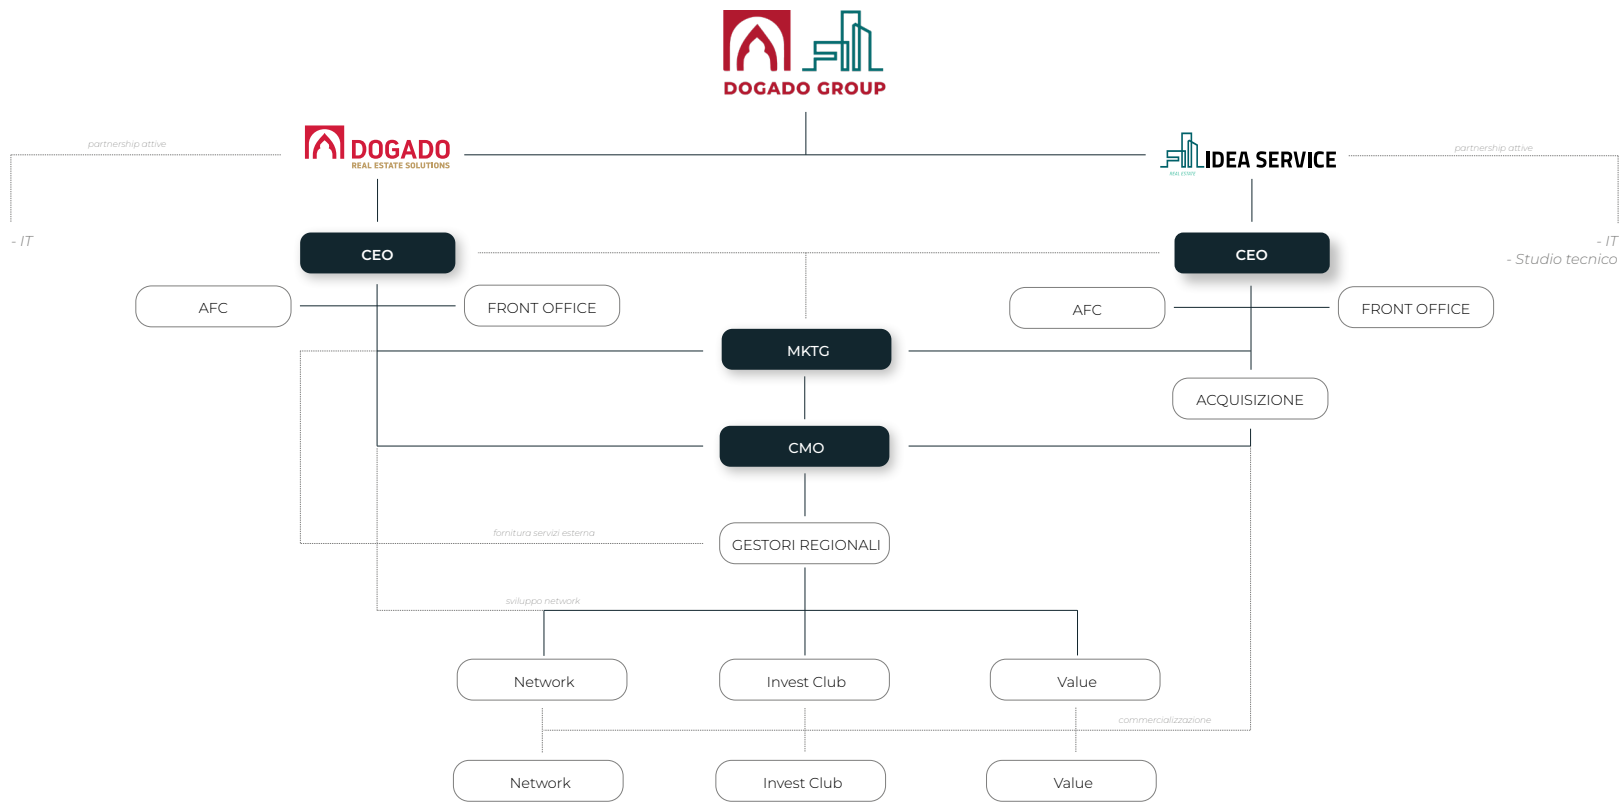 DOGADO GROUP
partnership attive
DOGADO
REAL ESTATE SOLUTIONS
IDEA SERVICE
REAL ESTATE
partnership attive
- IT
- IT
- Studio tecnico
CEO
CEO
AFC
FRONT OFFICE
AFC
FRONT OFFICE
MKTG
ACQUISIZIONE
CMO
fornitura servizi esterna
GESTORI REGIONALI
sviluppo network
Network
Invest Club
Value
commercializzazione
Network
Invest Club
Value